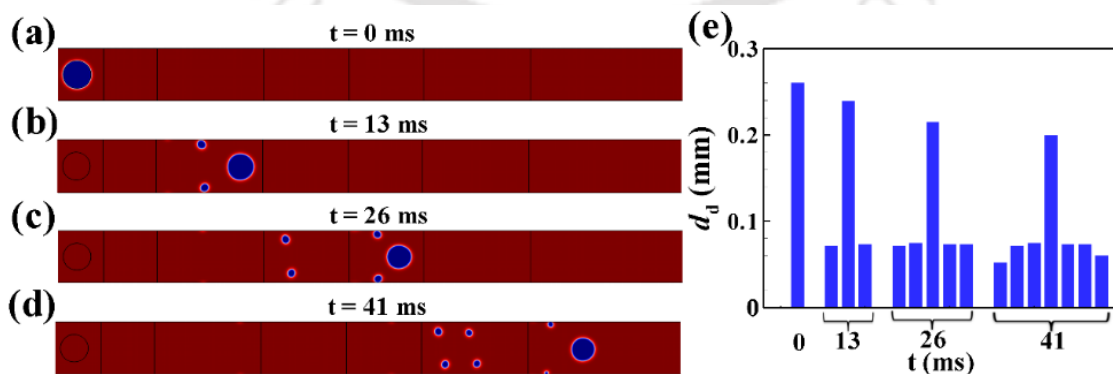 (a)
t = 0 ms
(b)
t = 13 ms
(c)
t = 26 ms
(d)
t = 41 ms
(e)
0.3
0.2
0.1
0
d_d (mm)
0 13 26 41
t (ms)